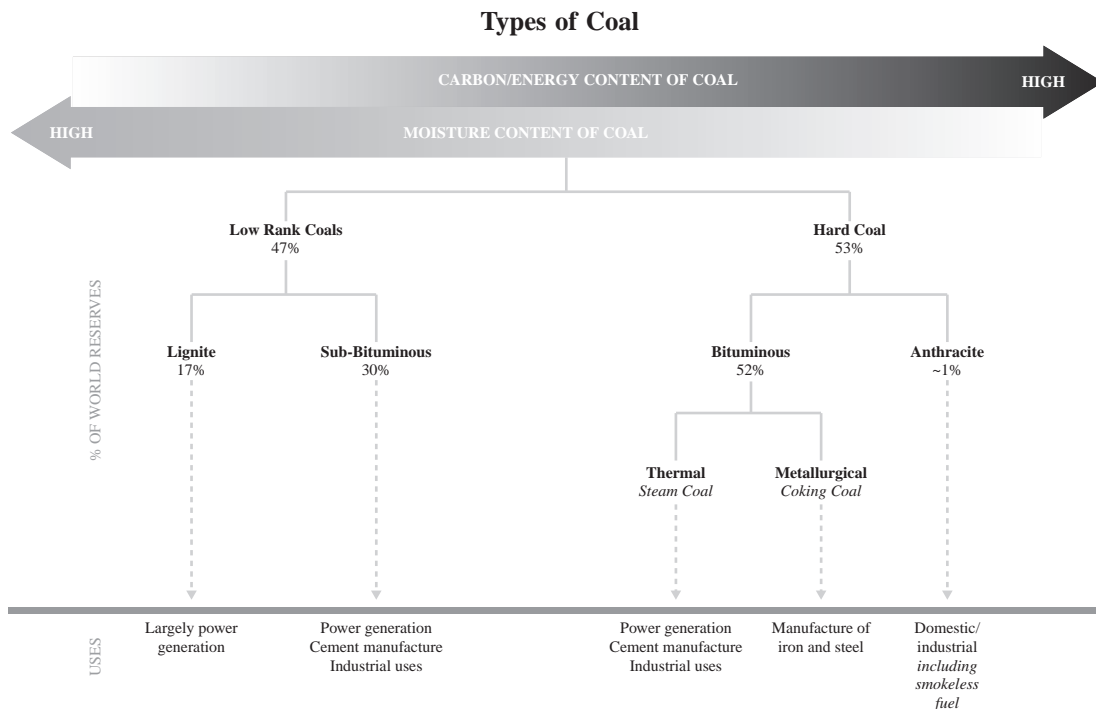 Types of Coal
CARBON/ENERGY CONTENT OF COAL
HIGH
HIGH
MOISTURE CONTENT OF COAL
Low Rank Coals
47%
Hard Coal
53%
% OF WORLD RESERVES
Lignite
17%
Sub-Bituminous
30%
Bituminous
52%
Anthracite
~1%
Thermal
Steam Coal
Metallurgical
Coking Coal
USES
Largely power
generation
Power generation
Cement manufacture
Industrial uses
Power generation
Cement manufacture
Industrial uses
Manufacture of
iron and steel
Domestic/
industrial
including
smokeless
fuel